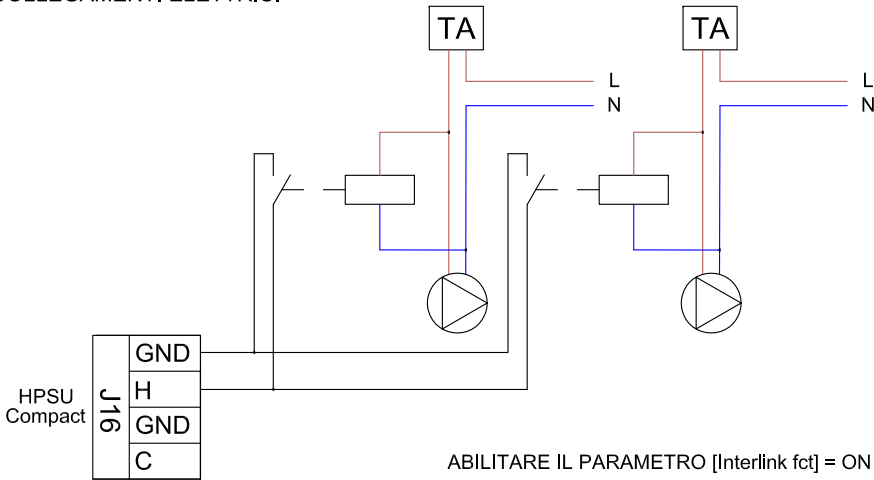 TA
TA
L
N
L
N
HPSU
Compact
J16
GND
H
GND
C
ABILITARE IL PARAMETRO [Interlink fct] = ON